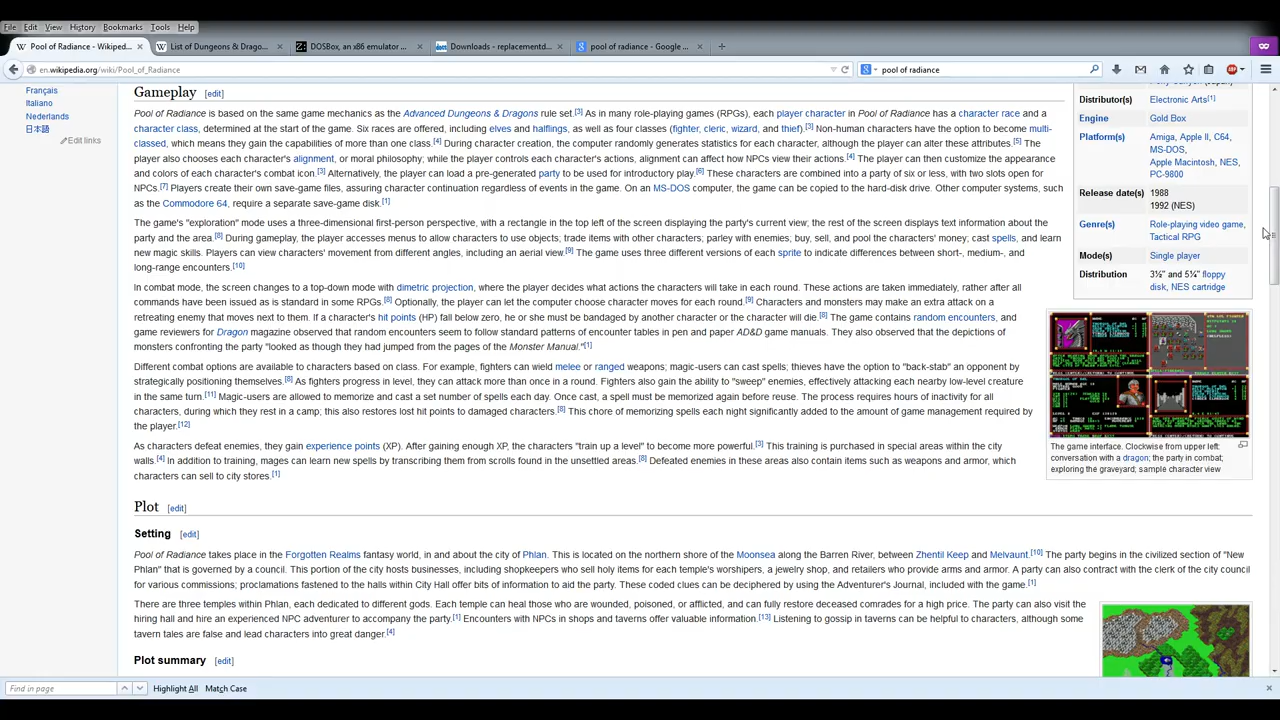 File Edit View History Bookmarks Tools Help
Pool of Radiance - Wikiped... × List of Dungeons & Drago... × DOSBox, an x86 emulator ... × Downloads - replacementd... × pool of radiance - Google ... × +
en.wikipedia.org/wiki/Pool_of_Radiance pool of radiance
Français
Italiano
Nederlands
日本語
Edit links
Gameplay [edit]
Pool of Radiance is based on the same game mechanics as the Advanced Dungeons & Dragons rule set.[3] As in many role-playing games (RPGs), each player character in Pool of Radiance has a character race and a
character class, determined at the start of the game. Six races are offered, including elves and halflings, as well as four classes (fighter, cleric, wizard, and thief).[3] Non-human characters have the option to become multi-
classed, which means they gain the capabilities of more than one class.[4] During character creation, the computer randomly generates statistics for each character, although the player can alter these attributes.[5] The
player also chooses each character's alignment, or moral philosophy; while the player controls each character's actions, alignment can affect how NPCs view their actions.[4] The player can then customize the appearance
and colors of each character's combat icon.[3] Alternatively, the player can load a pre-generated party to be used for introductory play.[6] These characters are combined into a party of six or less, with two slots open for
NPCs.[7] Players create their own save-game files, assuring character continuation regardless of events in the game. On an MS-DOS computer, the game can be copied to the hard-disk drive. Other computer systems, such
as the Commodore 64, require a separate save-game disk.[1]
The game's "exploration" mode uses a three-dimensional first-person perspective, with a rectangle in the top left of the screen displaying the party's current view; the rest of the screen displays text information about the
party and the area.[8] During gameplay, the player accesses menus to allow characters to use objects; trade items with other characters; parley with enemies; buy, sell, and pool the characters' money; cast spells, and learn
new magic skills. Players can view characters' movement from different angles, including an aerial view.[9] The game uses three different versions of each sprite to indicate differences between short-, medium-, and
long-range encounters.[10]
In combat mode, the screen changes to a top-down mode with dimetric projection, where the player decides what actions the characters will take in each round. These actions are taken immediately, rather than after all
commands have been issued as is standard in some RPGs.[8] Optionally, the player can let the computer choose character moves for each round.[9] Characters and monsters may make an extra attack on a
retreating enemy that moves next to them. If a character's hit points (HP) fall below zero, he or she must be bandaged by another character or the character will die.[8] The game contains random encounters, and
game reviewers for Dragon magazine observed that random encounters seem to follow standard patterns of encounter tables in pen and paper AD&D game manuals. They also observed that the depictions of
monsters confronting the party "looked as though they had jumped from the pages of the Monster Manual."[1]
Different combat options are available to characters based on class. For example, fighters can wield melee or ranged weapons; magic-users can cast spells; thieves have the option to "back-stab" an opponent by
strategically positioning themselves.[8] As fighters progress in level, they can attack more than once in a round. Fighters also gain the ability to "sweep" enemies, effectively attacking each nearby low-level creature
in the same turn.[11] Magic-users are allowed to memorize and cast a set number of spells each day. Once cast, a spell must be memorized again before reuse. The process requires hours of inactivity for all
characters, during which they rest in a camp; this also restores lost hit points to damaged characters.[8] This chore of memorizing spells each night significantly added to the amount of game management required by
the player.[12]
As characters defeat enemies, they gain experience points (XP). After gaining enough XP, the characters "train up a level" to become more powerful.[3] This training is purchased in special areas within the city
walls.[4] In addition to training, mages can learn new spells by transcribing them from scrolls found in the unsettled areas.[8] Defeated enemies in these areas also contain items such as weapons and armor, which
characters can sell to city stores.[1]
Distributor(s) Electronic Arts[1]
Engine Gold Box
Platform(s) Amiga, Apple II, C64,
MS-DOS,
Apple Macintosh, NES,
PC-9800
Release date(s) 1988
1992 (NES)
Genre(s) Role-playing video game,
Tactical RPG
Mode(s) Single player
Distribution 3½" and 5¼" floppy
disk, NES cartridge
The game interface. Clockwise from upper left:
conversation with a dragon; the party in combat;
exploring the graveyard; sample character view
Plot [edit]
Setting [edit]
Pool of Radiance takes place in the Forgotten Realms fantasy world, in and about the city of Phlan. This is located on the northern shore of the Moonsea along the Barren River, between Zhentil Keep and Melvaunt.[10] The party begins in the civilized section of "New
Phlan" that is governed by a council. This portion of the city hosts businesses, including shopkeepers who sell holy items for each temple's worshipers, a jewelry shop, and retailers who provide arms and armor. A party can also contract with the clerk of the city council
for various commissions; proclamations fastened to the halls within City Hall offer bits of information to aid the party. These coded clues can be deciphered by using the Adventurer's Journal, included with the game.[1]
There are three temples within Phlan, each dedicated to different gods. Each temple can heal those who are wounded, poisoned, or afflicted, and can fully restore deceased comrades for a high price. The party can also visit the
hiring hall and hire an experienced NPC adventurer to accompany the party.[1] Encounters with NPCs in shops and taverns offer valuable information.[13] Listening to gossip in taverns can be helpful to characters, although some
tavern tales are false and lead characters into great danger.[4]
Plot summary [edit]
Find in page Highlight All Match Case